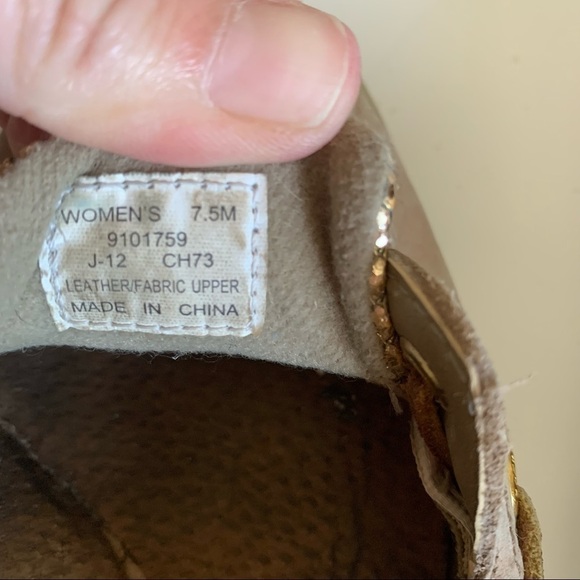 WOMEN'S 7.5M
9101759
J-12 CH73
LEATHER/FABRIC UPPER
MADE IN CHINA